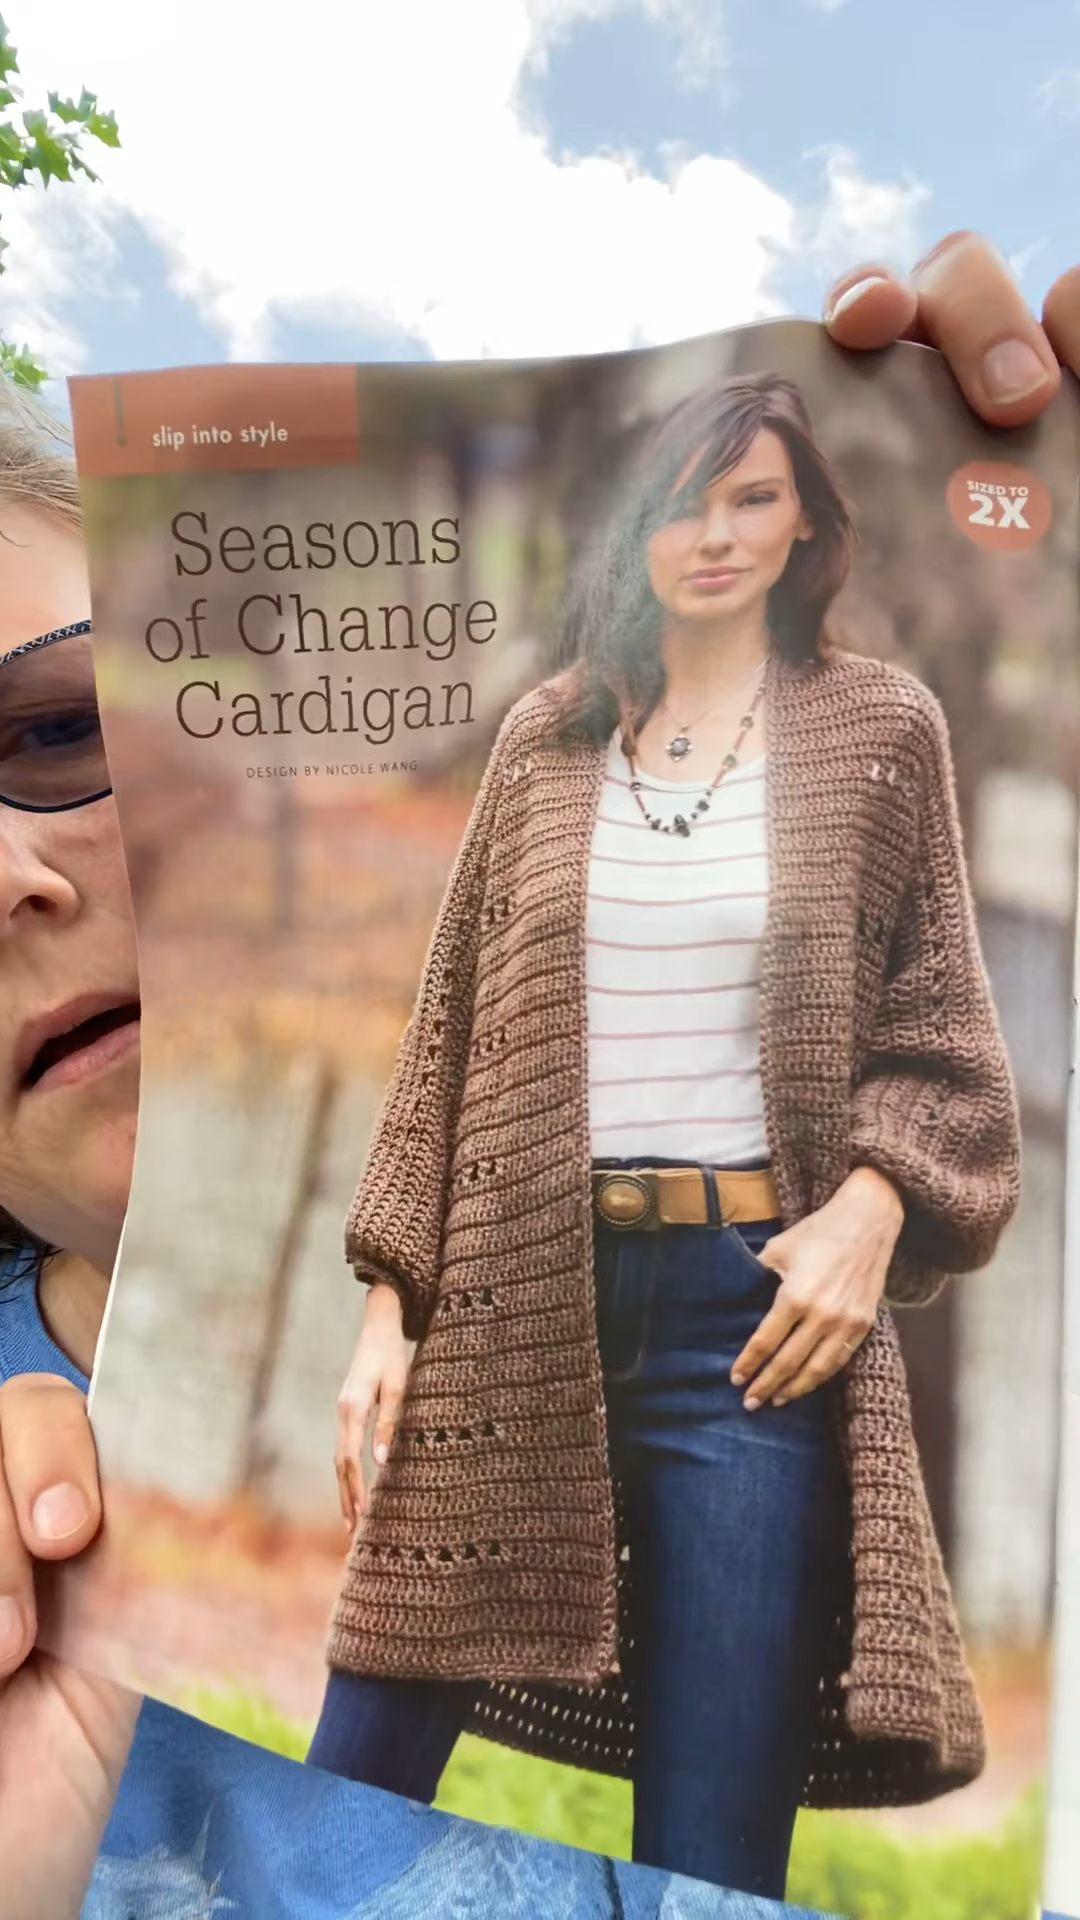 slip into style
Seasons
of Change
Cardigan
DESIGN BY NICOLE WANG
SIZED TO
2X